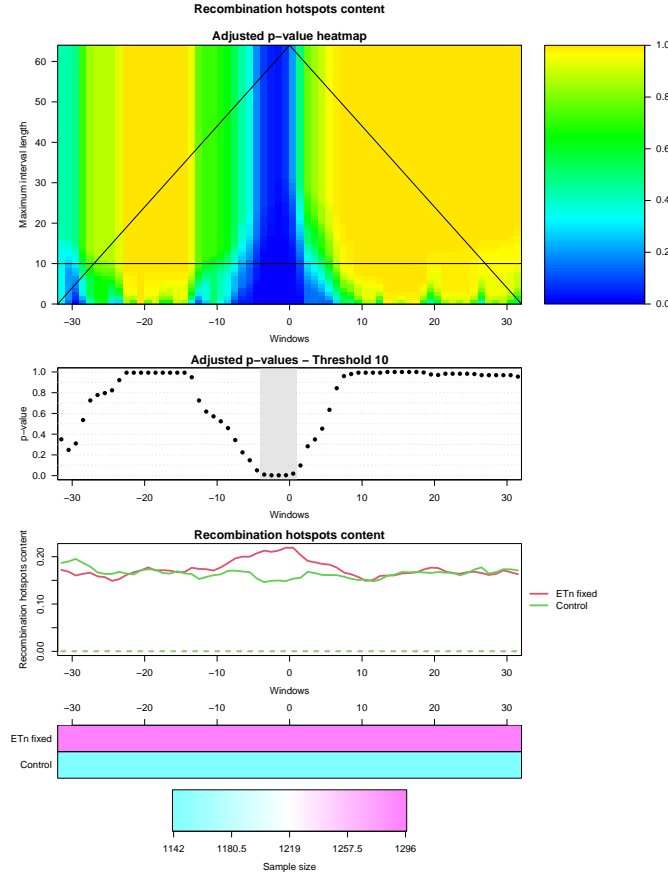 Recombination hotspots content
Adjusted p−value heatmap
Maximum interval length
0 10 20 30 40 50 60
−30 −20 −10 0 10 20 30
Windows
0.0 0.2 0.4 0.6 0.8 1.0
Adjusted p−values − Threshold 10
p−value
0.0 0.2 0.4 0.6 0.8 1.0
−30 −20 −10 0 10 20 30
Windows
Recombination hotspots content
Recombination hotspots content
0.00 0.10 0.20
−30 −20 −10 0 10 20 30
Windows
ETn fixed
Control
−30 −20 −10 0 10 20 30
ETn fixed
Control
1142 1180.5 1219 1257.5 1296
Sample size